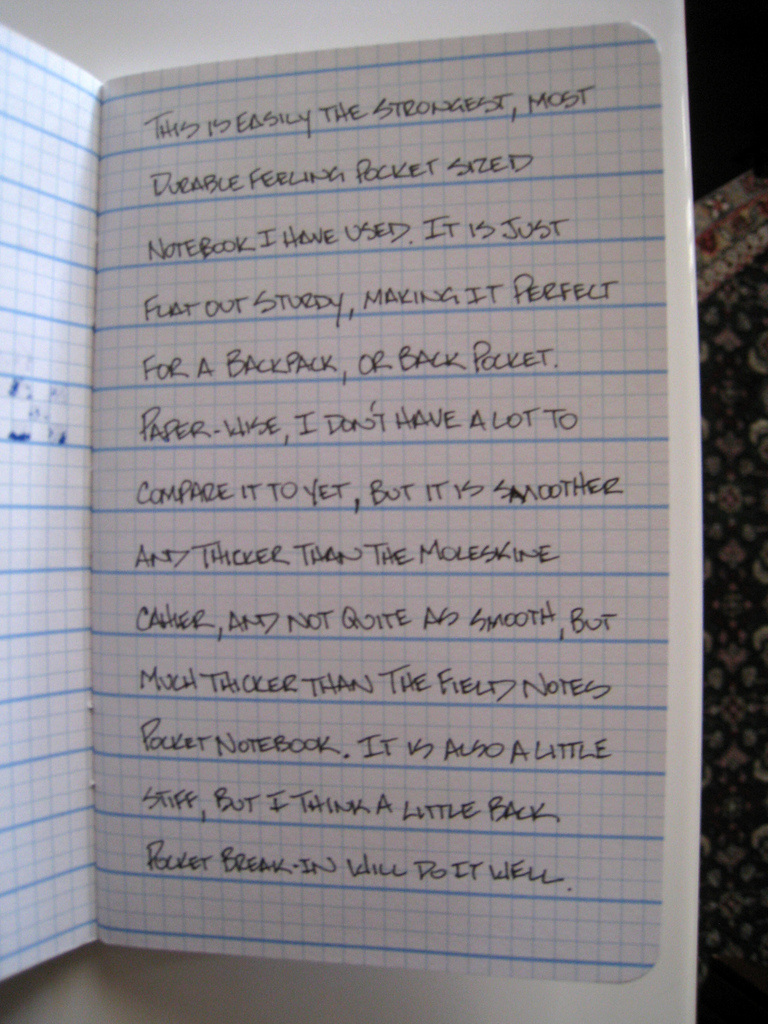 THIS IS EASILY THE STRONGEST, MOST
DURABLE FEELING POCKET SIZED
NOTEBOOK I HAVE USED. IT IS JUST
FLAT OUT STURDY, MAKING IT PERFECT
FOR A BACKPACK, OR BACK POCKET.
PAPER-WISE, I DON'T HAVE A LOT TO
COMPARE IT TO YET, BUT IT IS SMOOTHER
AND THICKER THAN THE MOLESKINE
CAHIER, AND NOT QUITE AS SMOOTH, BUT
MUCH THICKER THAN THE FIELD NOTES
POCKET NOTEBOOK. IT IS ALSO A LITTLE
STIFF, BUT I THINK A LITTLE BACK
POCKET BREAK-IN WILL DO IT WELL.